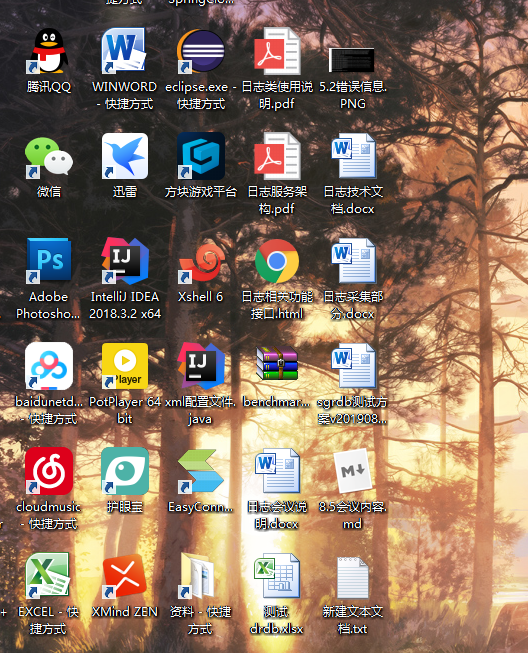 腾讯QQ
WINWORD
- 快捷方式
eclipse.exe -
快捷方式
日志类使用说
明.pdf
5.2错误信息.
PNG
微信
迅雷
方块游戏平台
日志服务架
构.pdf
日志技术文
档.docx
Ps
Adobe
Photosho...
IJ
IntelliJ IDEA
2018.3.2 x64
Xshell 6
日志相关功能
接口.html
日志采集部
分.docx
baidunetd...
- 快捷方式
Player
PotPlayer 64
bit
IJ
xml配置文件.
java
benchmar...
sgrdb测试方
案v201908...
cloudmusic
- 快捷方式
护眼宝
EasyConn...
日志会议说
明.docx
M
8.5会议内容.
md
EXCEL - 快
捷方式
XMind ZEN
资料 - 快捷
方式
测试
drdb.xlsx
新建文本文
档.txt